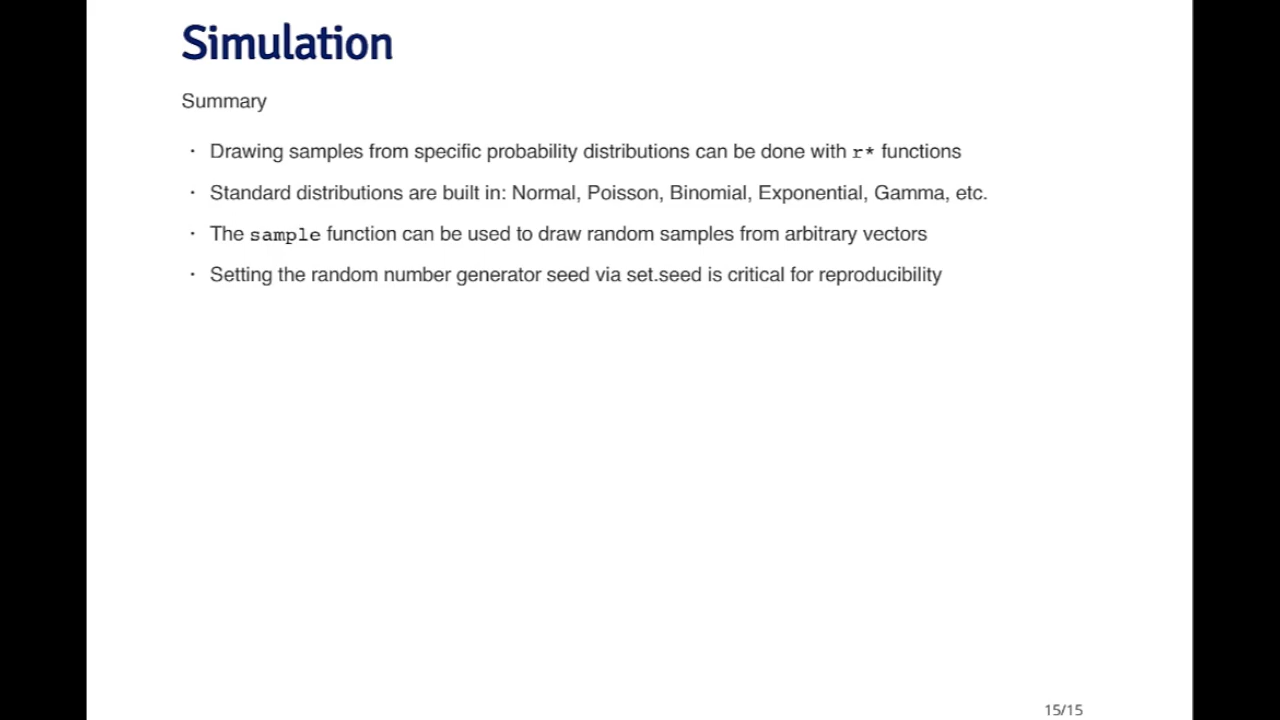 Simulation
Summary
· Drawing samples from specific probability distributions can be done with r* functions
· Standard distributions are built in: Normal, Poisson, Binomial, Exponential, Gamma, etc.
· The sample function can be used to draw random samples from arbitrary vectors
· Setting the random number generator seed via set.seed is critical for reproducibility
15/15